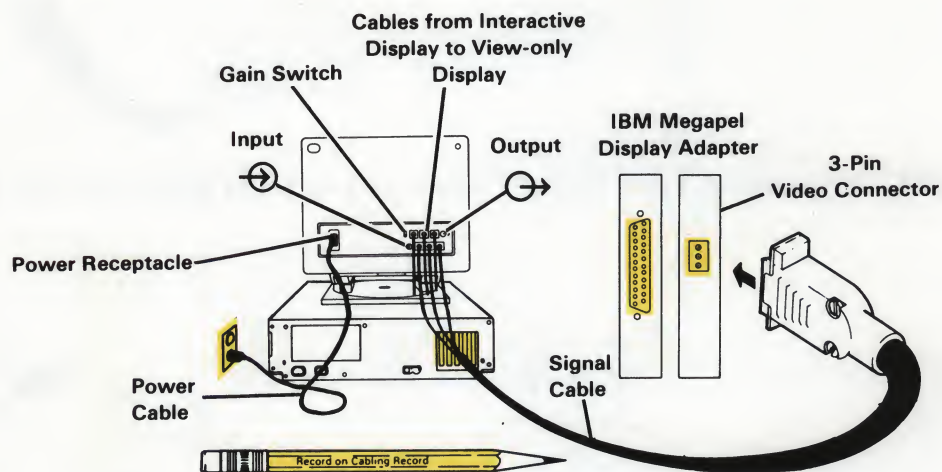 Cables from Interactive
Display to View-only
Display
Gain Switch
Input
Output
IBM Megapel
Display Adapter
3-Pin
Video Connector
Power Receptacle
Signal
Cable
Power
Cable
Record on Cabling Record